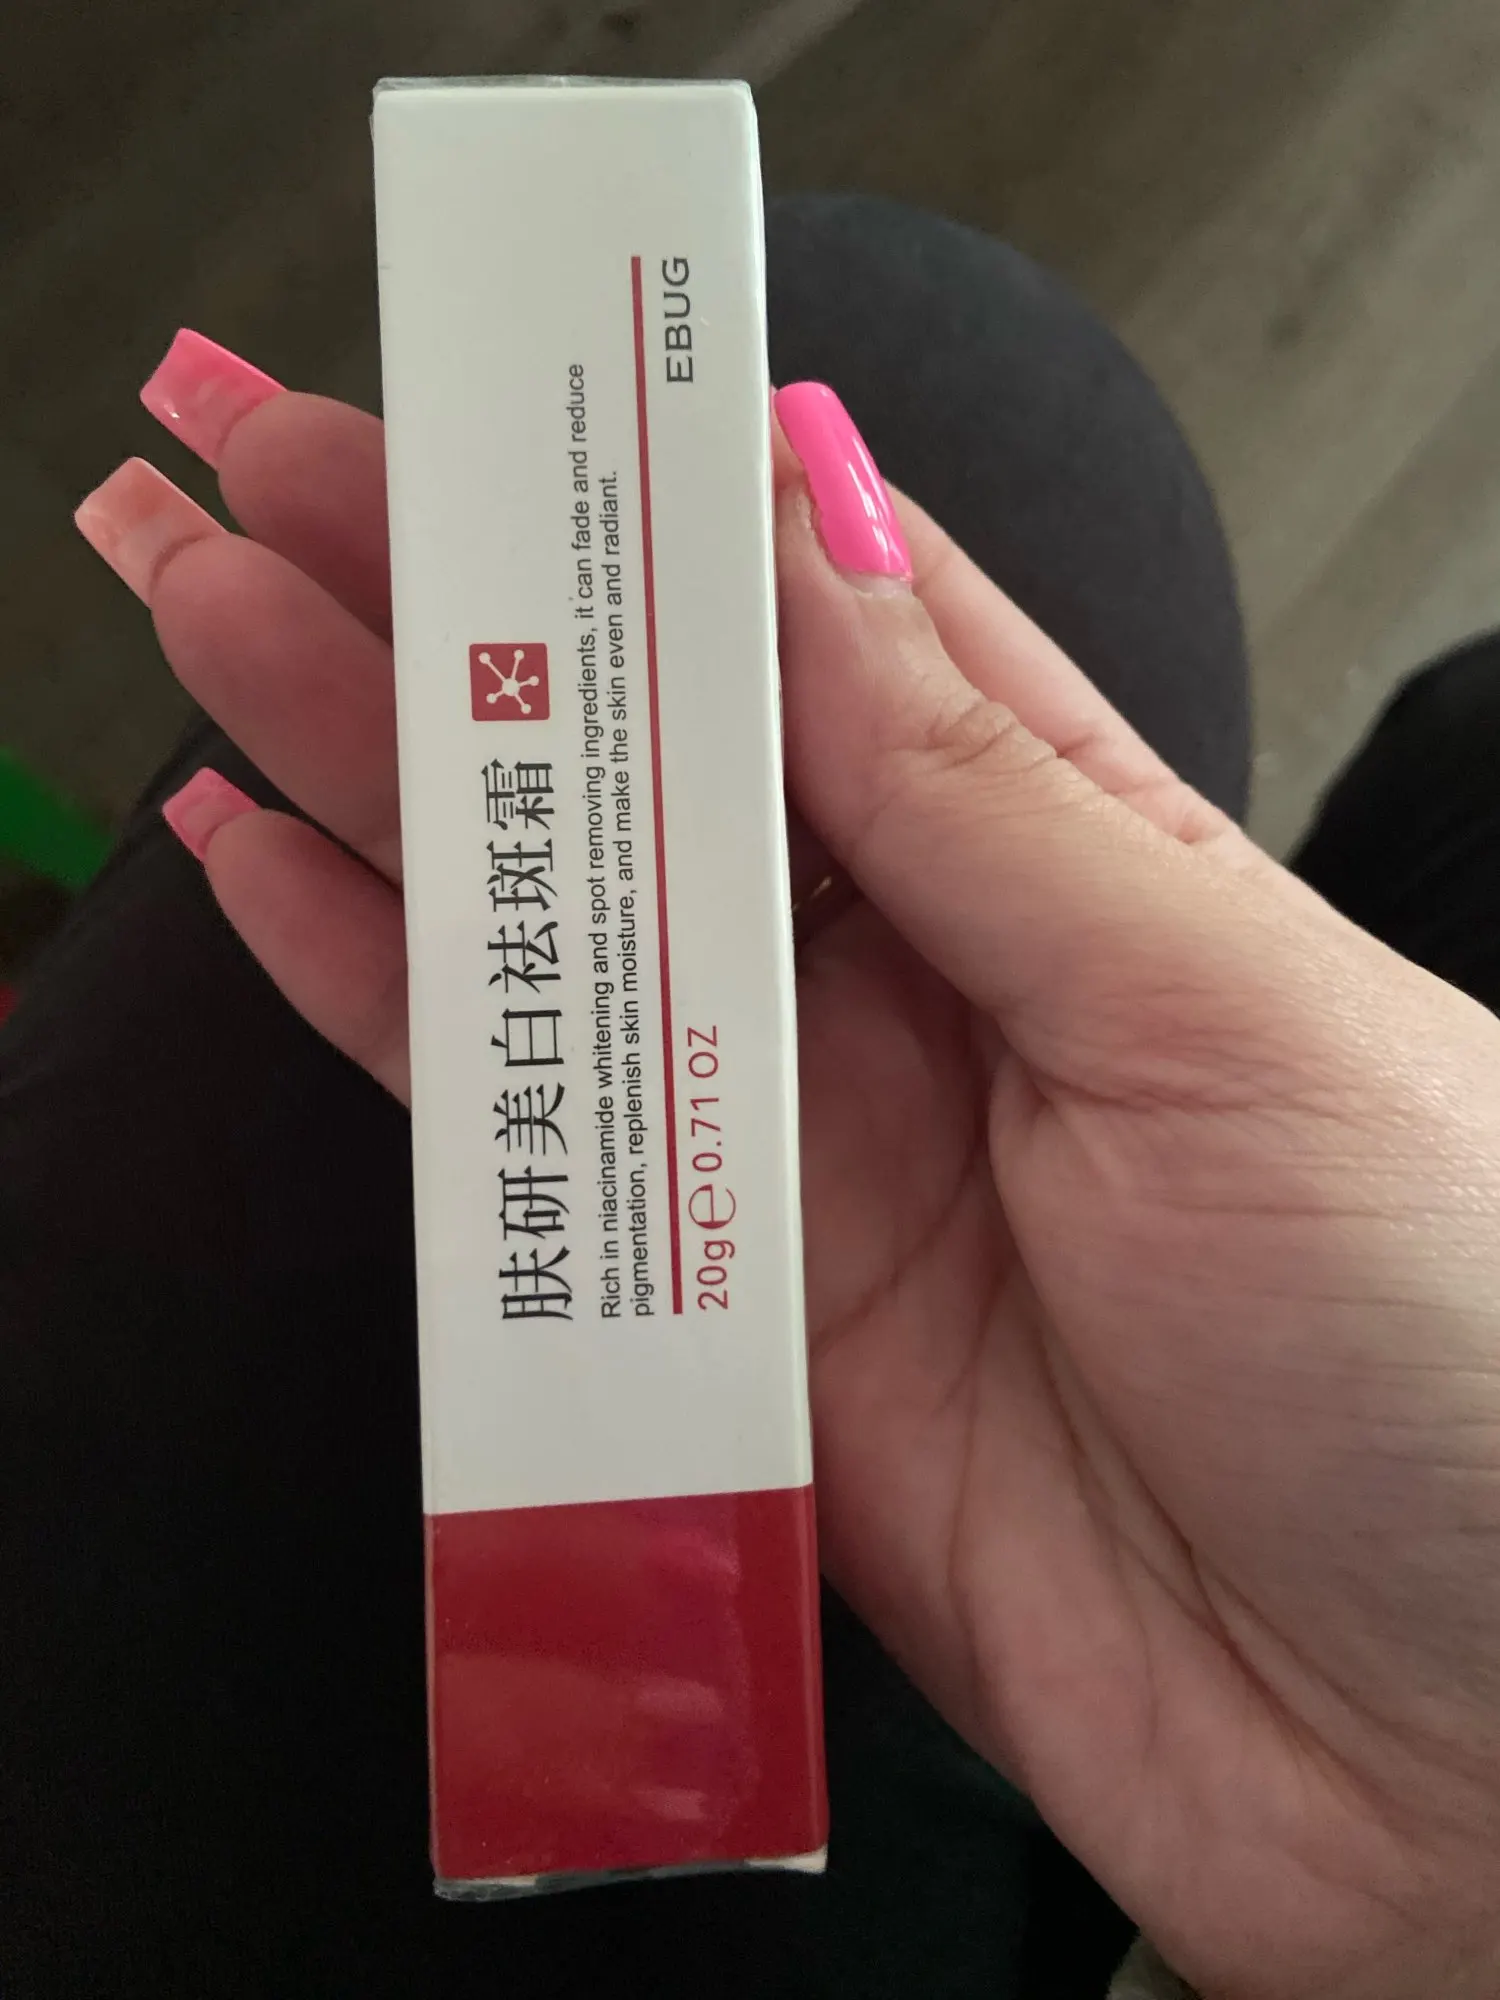 肤研美白祛斑霜
Rich in niacinamide whitening and spot removing ingredients, it can fade and reduce
pigmentation, replenish skin moisture, and make the skin even and radiant.
20g ℮ 0.71 OZ
EBUG